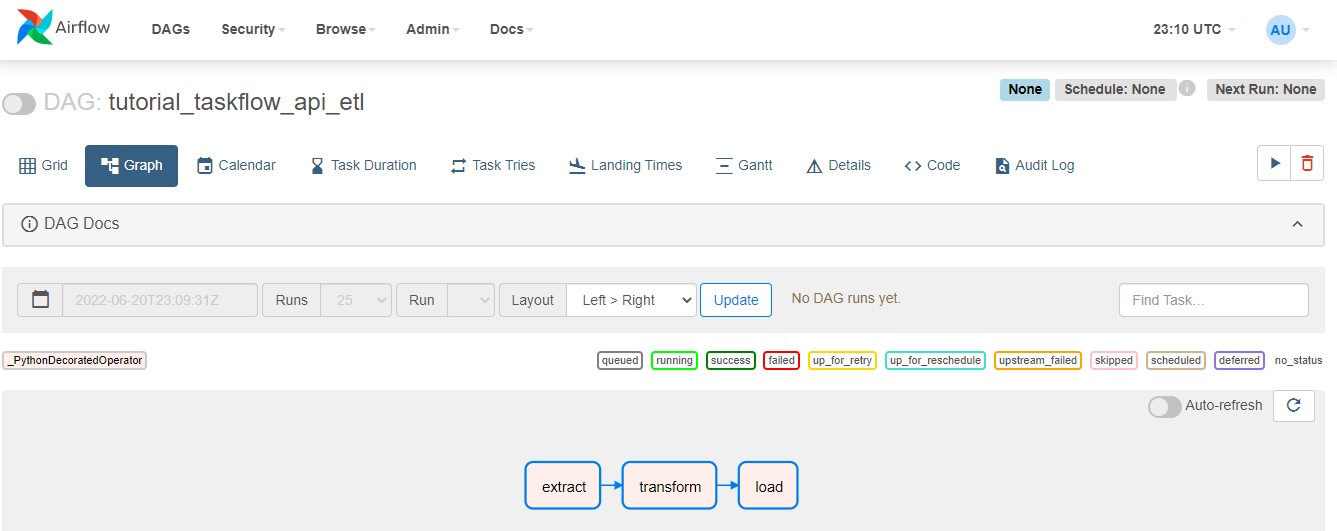 Airflow DAGs Security Browse Admin Docs 23:10 UTC AU
DAG: tutorial_taskflow_api_etl None Schedule: None Next Run: None
Grid Graph Calendar Task Duration Task Tries Landing Times Gantt Details Code Audit Log
DAG Docs
2022-06-20T23:09:31Z Runs 25 Run Layout Left > Right Update No DAG runs yet. Find Task...
_PythonDecoratedOperator queued running success failed up_for_retry up_for_reschedule upstream_failed skipped scheduled deferred no_status
Auto-refresh
extract transform load